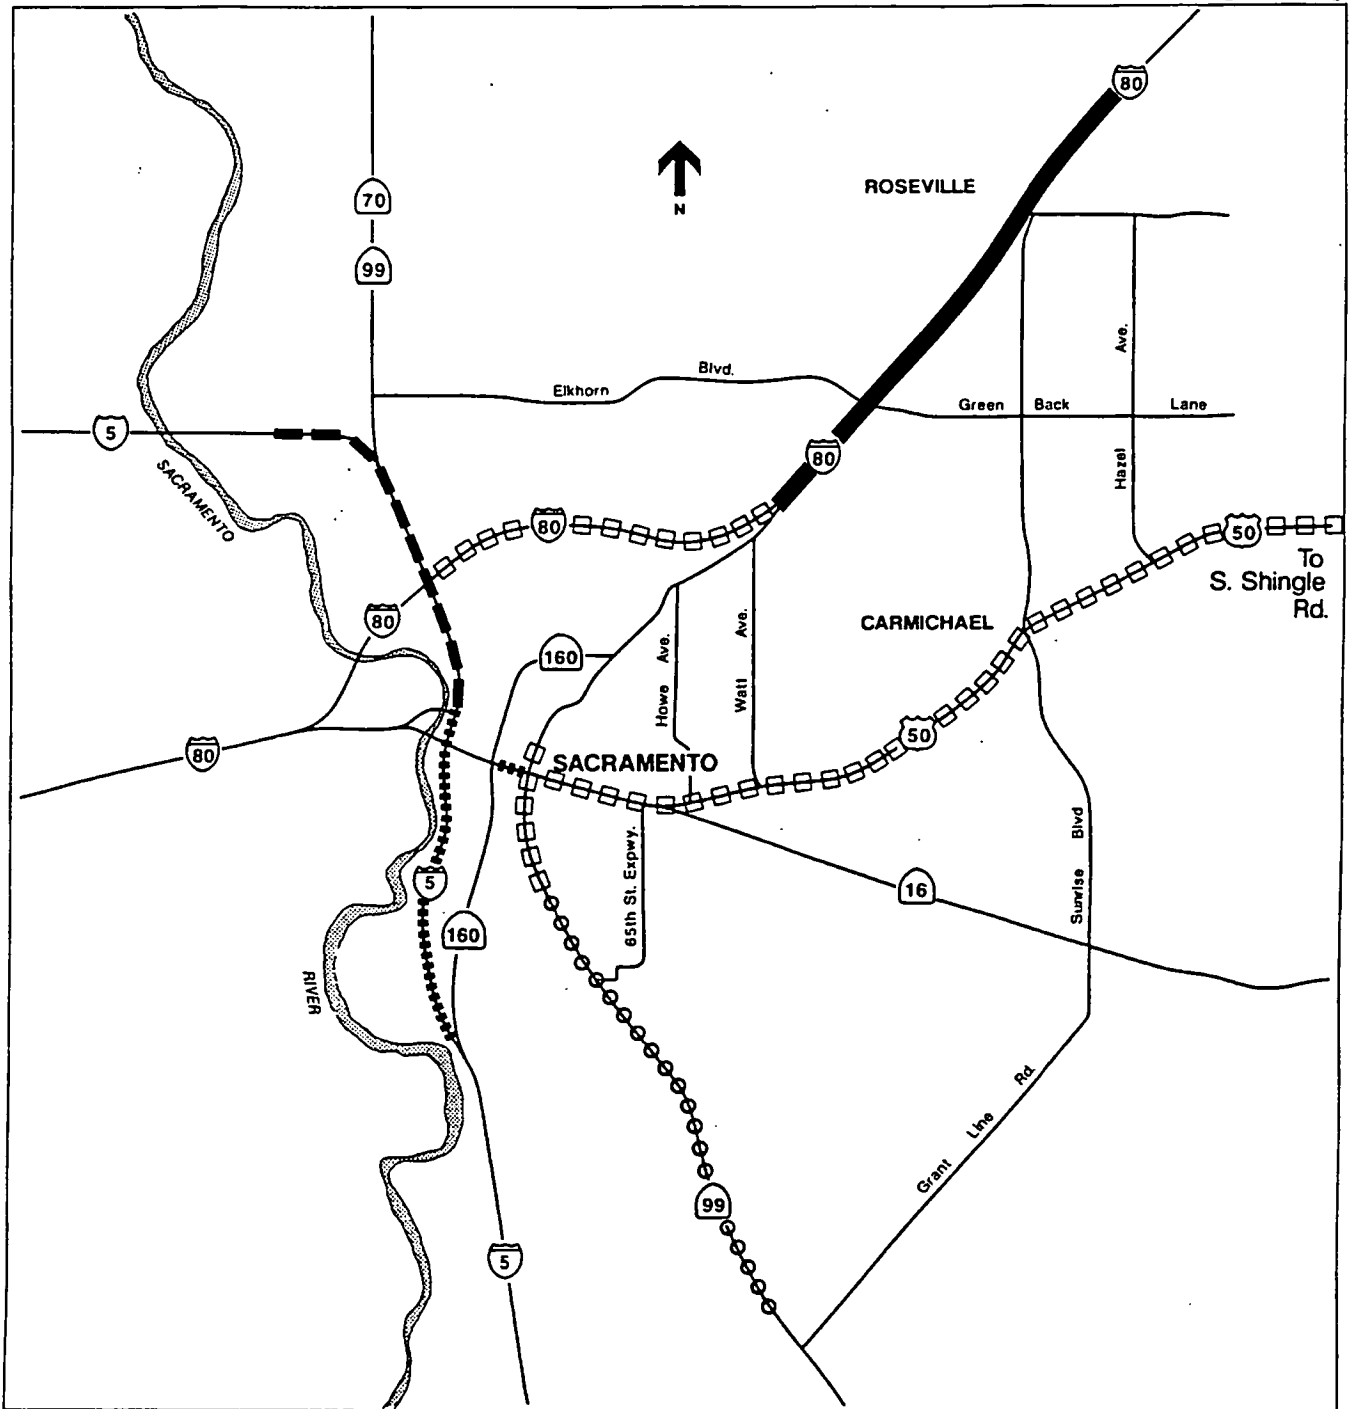 80
ROSEVILLE
70
N
99
Ave.
Blvd.
Elkhorn
Green Back Lane
5
80
Hazel
SACRAMENTO
80
50
To
S. Shingle
Rd.
80
CARMICHAEL
160
Howe Ave.
Watt Ave.
50
80
SACRAMENTO
Sunrise Blvd
65th St. Expwy.
5
16
160
RIVER
Grant Line Rd.
99
5